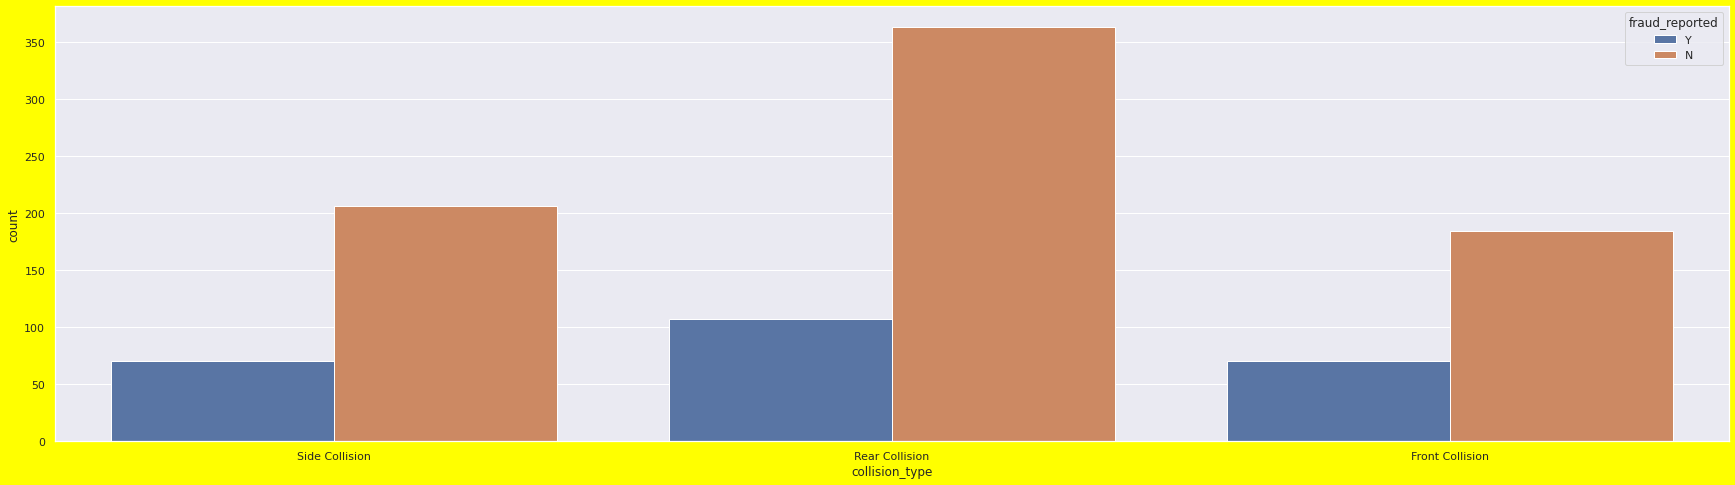 fraud_reported
Y
N
350
300
250
200
150
100
50
0
count
Side Collision
Rear Collision
Front Collision
collision_type